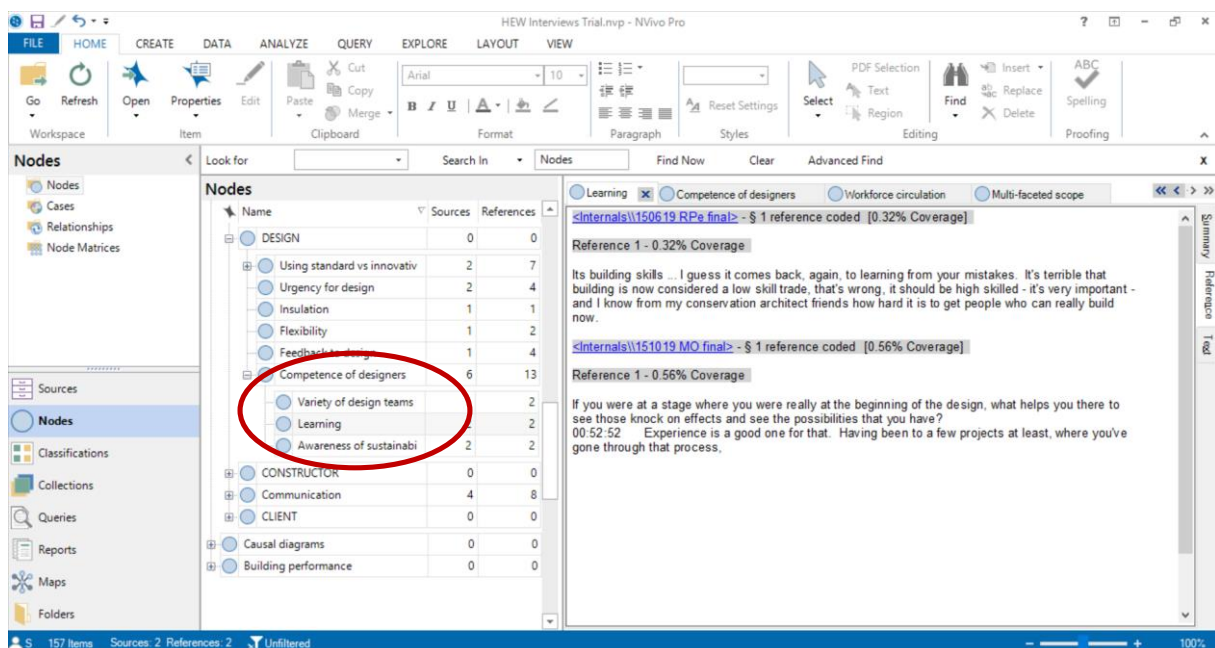 HEW Interviews Trial.nvp - NVivo Pro
FILE HOME CREATE DATA ANALYZE QUERY EXPLORE LAYOUT VIEW
Go Refresh Open Properties Edit Paste Cut Copy Merge Arial 10 B I U A Reset Settings Select PDF Selection Text Region Find Insert Replace Delete ABC Spelling
Workspace Item Clipboard Format Paragraph Styles Editing Proofing
Nodes Look for Search In Nodes Find Now Clear Advanced Find x
Nodes
Cases
Relationships
Node Matrices
Sources
Nodes
Classifications
Collections
Queries
Reports
Maps
Folders
Nodes
Name Sources References
DESIGN 0 0
Using standard vs innovativ 2 7
Urgency for design 2 4
Insulation 1 1
Flexibility 1 2
Feedback to design 1 4
Competence of designers 6 13
Variety of design teams 2
Learning 2
Awareness of sustainabi 2 2
CONSTRUCTOR 0 0
Communication 4 8
CLIENT 0 0
Causal diagrams 0 0
Building performance 0 0
Learning Competence of designers Workforce circulation Multi-faceted scope
<Internals\\150619 RPe final> - § 1 reference coded [0.32% Coverage]
Reference 1 - 0.32% Coverage
Its building skills ... I guess it comes back, again, to learning from your mistakes. It's terrible that
building is now considered a low skill trade, that's wrong, it should be high skilled - it's very important -
and I know from my conservation architect friends how hard it is to get people who can really build
now.
<Internals\\151019 MO final> - § 1 reference coded [0.56% Coverage]
Reference 1 - 0.56% Coverage
If you were at a stage where you were really at the beginning of the design, what helps you there to
see those knock on effects and see the possibilities that you have?
00:52:52 Experience is a good one for that. Having been to a few projects at least, where you've
gone through that process,
Summary
Reference
Text
S 157 Items Sources: 2 References: 2 Unfiltered 100%